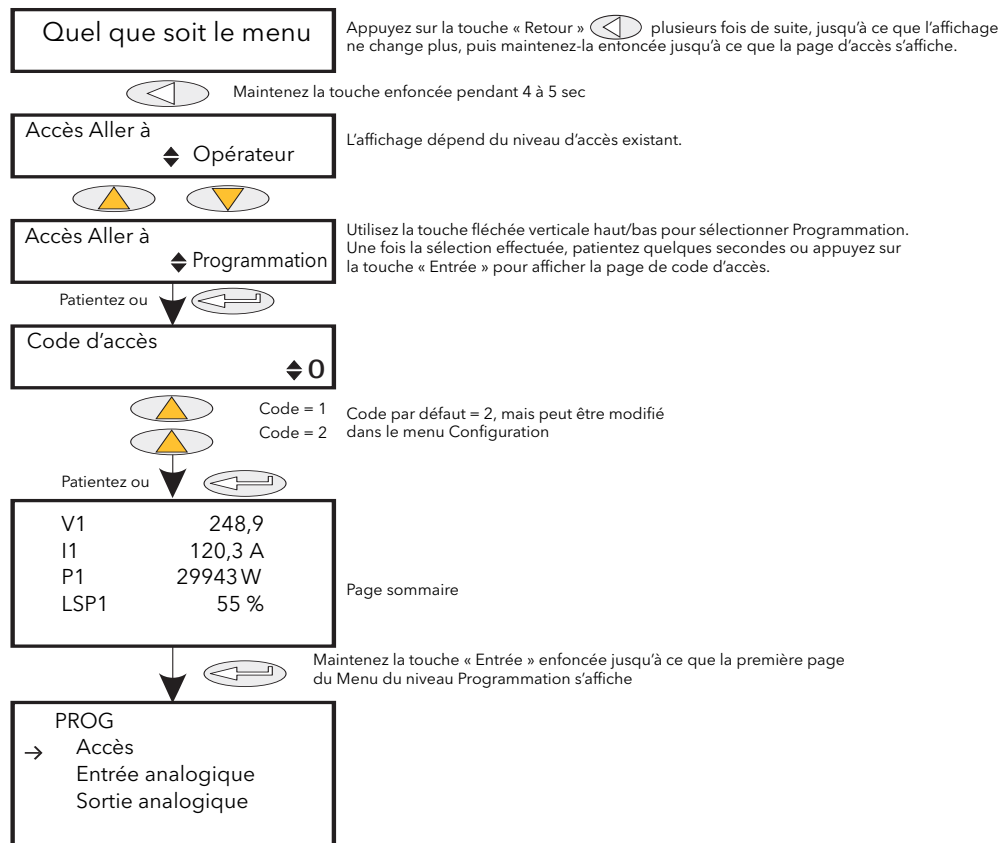 Quel que soit le menu
Appuyez sur la touche « Retour » plusieurs fois de suite, jusqu'à ce que l'affichage
ne change plus, puis maintenez-la enfoncée jusqu'à ce que la page d'accès s'affiche.
Maintenez la touche enfoncée pendant 4 à 5 sec
Accès Aller à
Opérateur
L'affichage dépend du niveau d'accès existant.
Accès Aller à
Programmation
Utilisez la touche fléchée verticale haut/bas pour sélectionner Programmation.
Une fois la sélection effectuée, patientez quelques secondes ou appuyez sur
la touche « Entrée » pour afficher la page de code d'accès.
Patientez ou
Code d'accès
0
Code = 1
Code = 2
Code par défaut = 2, mais peut être modifié
dans le menu Configuration
Patientez ou
V1 248,9
I1 120,3 A
P1 29943 W
LSP1 55 %
Page sommaire
Maintenez la touche « Entrée » enfoncée jusqu'à ce que la première page
du Menu du niveau Programmation s'affiche
PROG
→ Accès
Entrée analogique
Sortie analogique